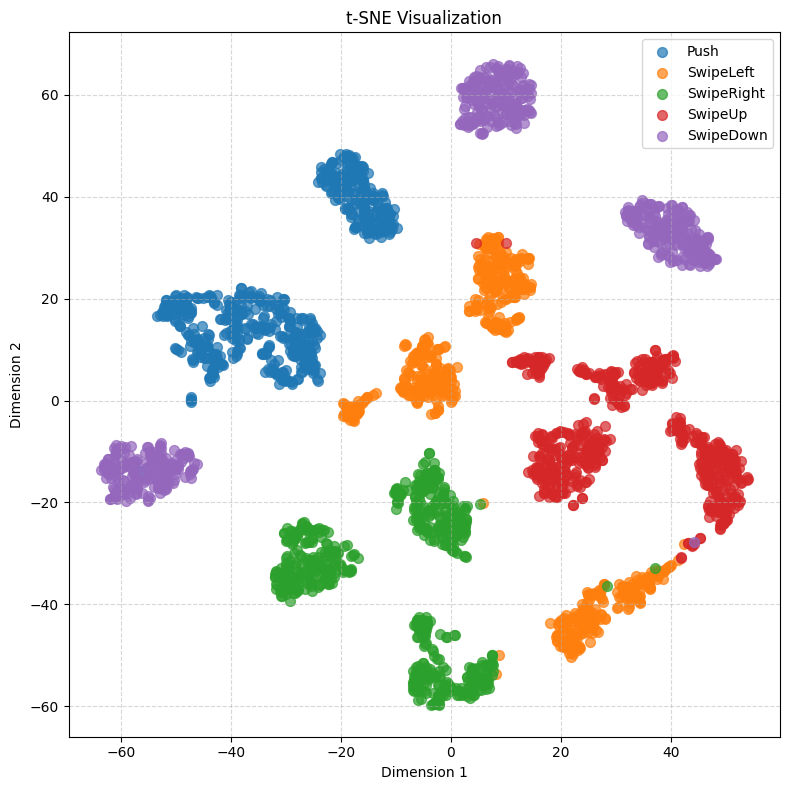 t-SNE Visualization
Push
SwipeLeft
SwipeRight
SwipeUp
SwipeDown
60
40
20
0
−20
−40
−60
Dimension 2
−60
−40
−20
0
20
40
Dimension 1